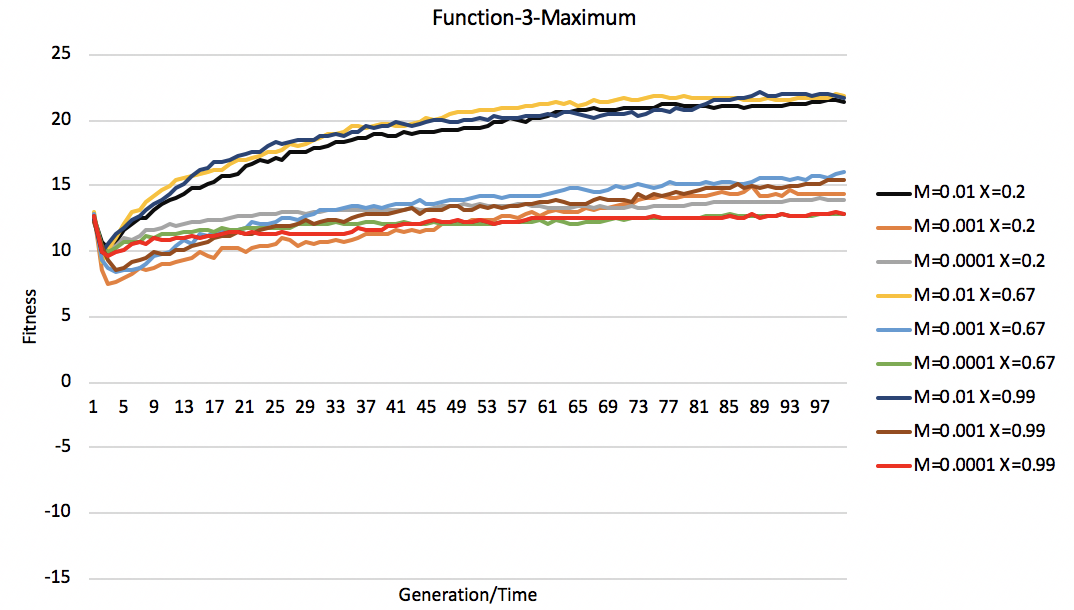 Function-3-Maximum
25
20
15
10
5
0
-5
-10
-15
Fitness
1 5 9 13 17 21 25 29 33 37 41 45 49 53 57 61 65 69 73 77 81 85 89 93 97
Generation/Time
M=0.01 X=0.2
M=0.001 X=0.2
M=0.0001 X=0.2
M=0.01 X=0.67
M=0.001 X=0.67
M=0.0001 X=0.67
M=0.01 X=0.99
M=0.001 X=0.99
M=0.0001 X=0.99